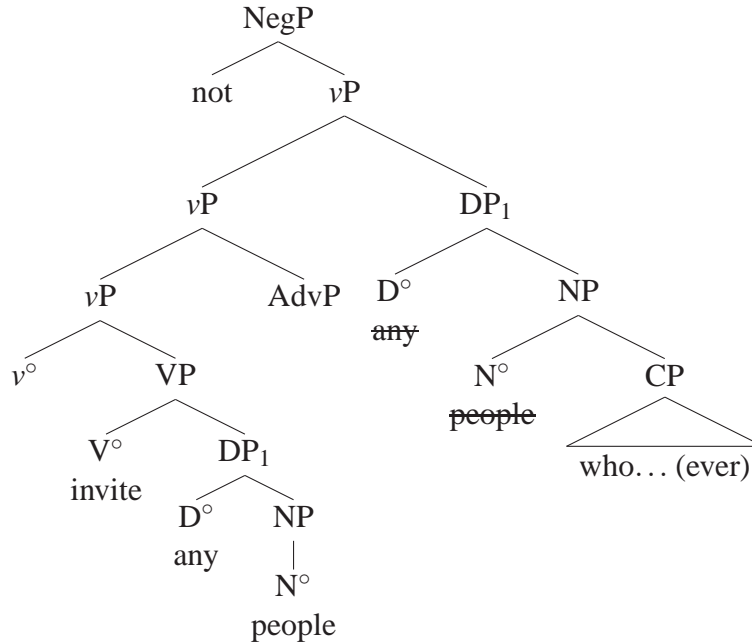 NegP
not vP
vP DP1
vP AdvP D° NP
any
v° VP N° CP
people
V° DP1 who… (ever)
invite
D° NP
any
N°
people